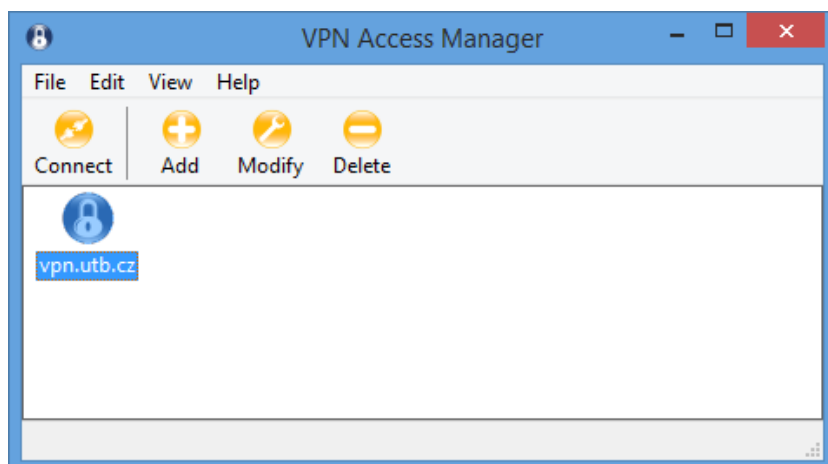 VPN Access Manager
File Edit View Help
Connect Add Modify Delete
vpn.utb.cz